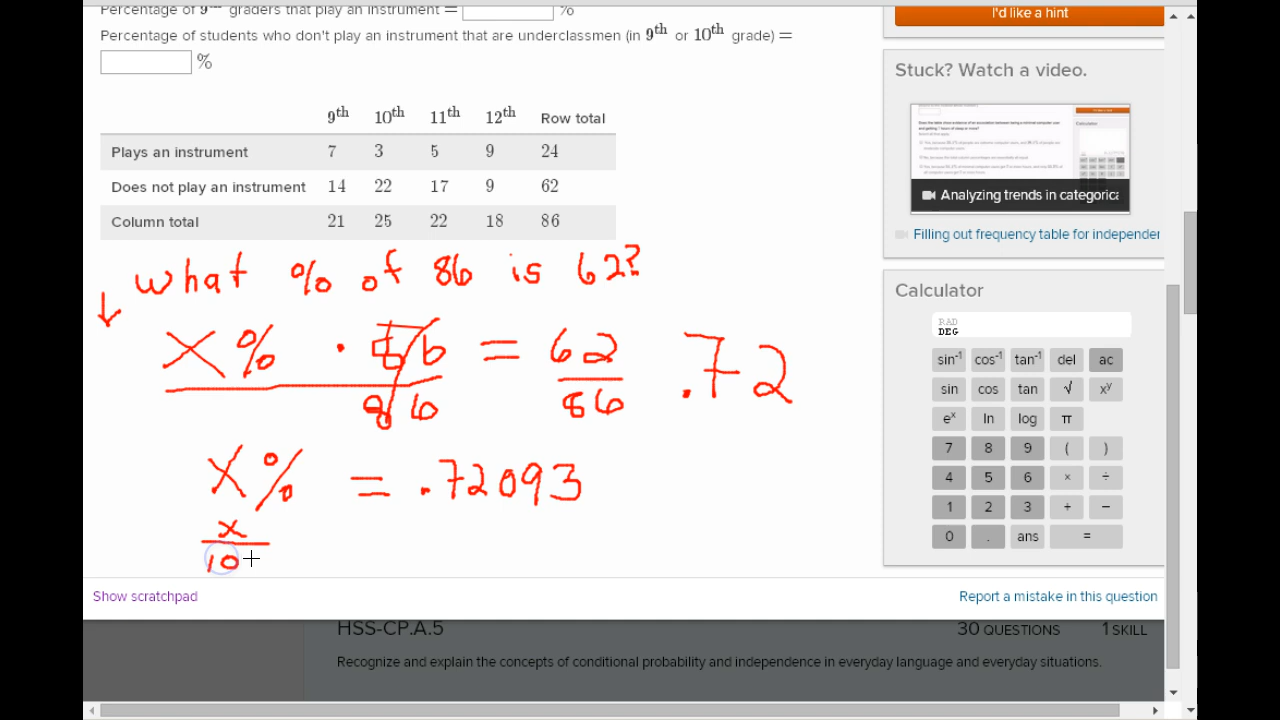 Percentage of 9th graders that play an instrument = %
Percentage of students who don't play an instrument that are underclassmen (in 9th or 10th grade) =
%
9th 10th 11th 12th Row total
Plays an instrument 7 3 5 9 24
Does not play an instrument 14 22 17 9 62
Column total 21 25 22 18 86
what % of 86 is 62?
X% · 86 = 62 .72
86 86
X% = .72093
x
10
Show scratchpad
Report a mistake in this question
I'd like a hint
Stuck? Watch a video.
Calculator
Analyzing trends in categorica
Filling out frequency table for independer
Calculator
RAD
DEG
sin-1 cos-1 tan-1 del ac
sin cos tan √ xy
ex ln log π
7 8 9 ( )
4 5 6 × ÷
1 2 3 + −
0 . ans =
HSS-CP.A.5 30 QUESTIONS 1 SKILL
Recognize and explain the concepts of conditional probability and independence in everyday language and everyday situations.